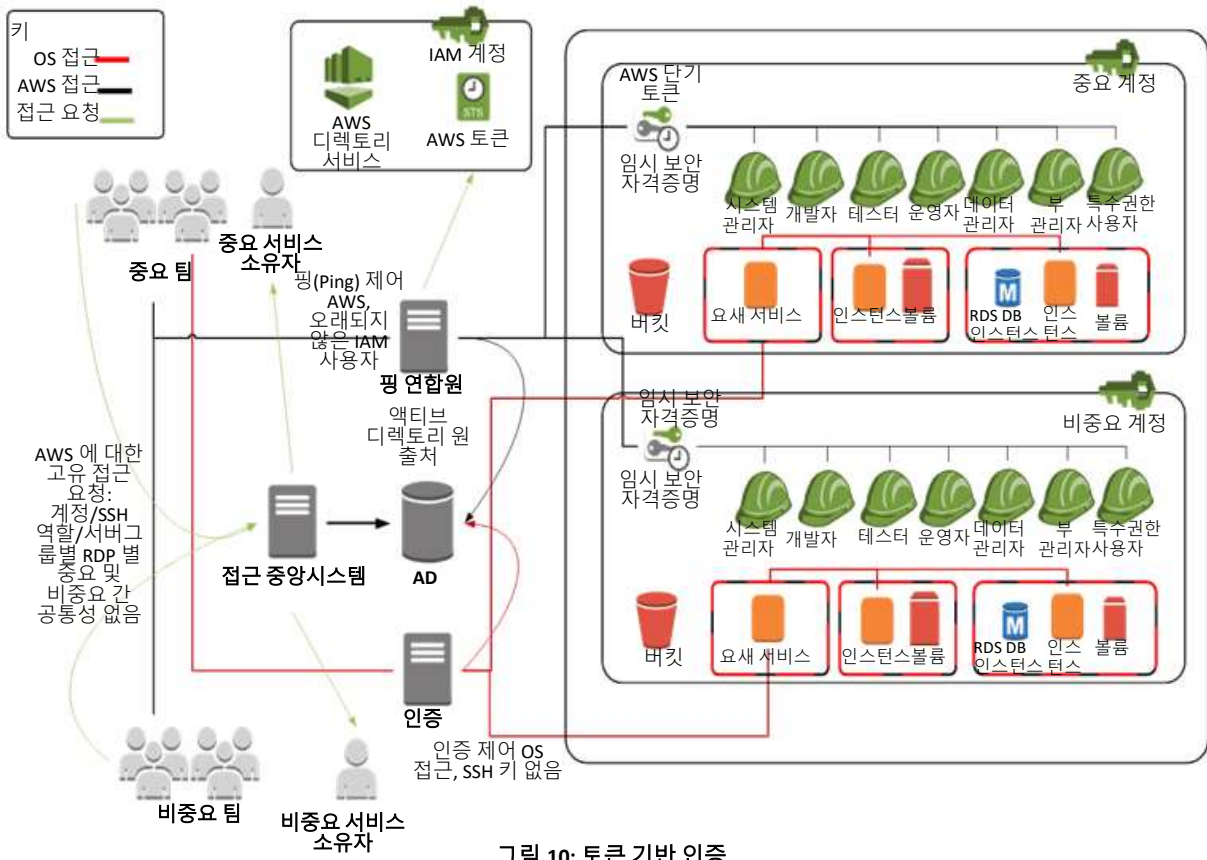 키
OS 접근
AWS 접근
접근 요청
IAM 계정
AWS
디렉토리
서비스
STS
AWS 토큰
중요 계정
AWS 단기
토큰
임시 보안
자격증명
시스템
관리자
개발자
테스터
운영자
데이터
관리자
부
관리자
특수권한
사용자
중요 팀
중요 서비스
소유자
핑(Ping) 제어
AWS,
오래되지
않은 IAM
사용자
핑 연합원
버킷
요새 서비스
인스턴스
볼륨
M
RDS DB
인스턴스
인스
턴스
볼륨
비중요 계정
임시 보안
자격증명
임시 보안
자격증명
액티브
디렉토리 원
출처
AWS 에 대한
고유 접근
요청:
계정/SSH
역할/서버그
룹별 RDP 별
중요 및
비중요 간
공통성 없음
접근 중앙시스템
AD
시스템
관리자
개발자
테스터
운영자
데이터
관리자
부
관리자
특수권한
사용자
버킷
요새 서비스
인스턴스
볼륨
M
RDS DB
인스턴스
인스
턴스
볼륨
인증
인증 제어 OS
접근, SSH 키 없음
비중요 팀
비중요 서비스
소유자
그림 10: 토큰 기반 인증